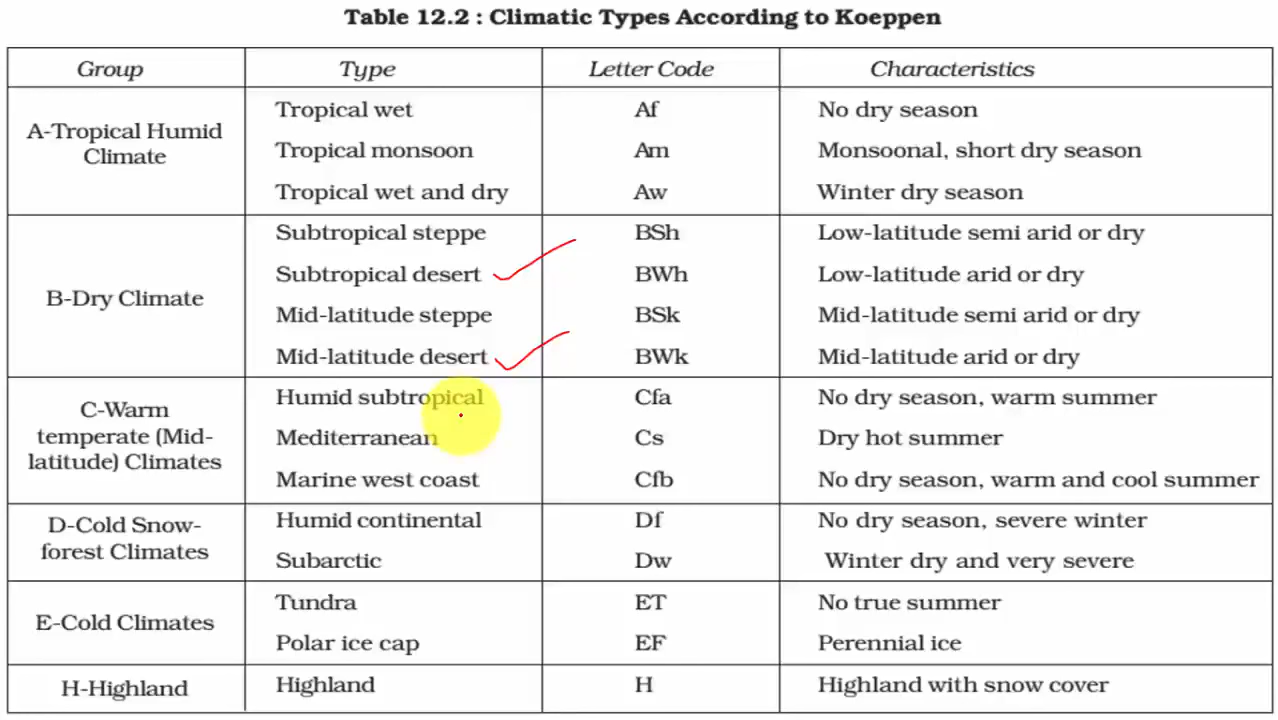 Table 12.2 : Climatic Types According to Koeppen
Group Type Letter Code Characteristics
A-Tropical Humid Climate Tropical wet Af No dry season
Tropical monsoon Am Monsoonal, short dry season
Tropical wet and dry Aw Winter dry season
B-Dry Climate Subtropical steppe BSh Low-latitude semi arid or dry
Subtropical desert BWh Low-latitude arid or dry
Mid-latitude steppe BSk Mid-latitude semi arid or dry
Mid-latitude desert BWk Mid-latitude arid or dry
C-Warm temperate (Mid-latitude) Climates Humid subtropical Cfa No dry season, warm summer
Mediterranean Cs Dry hot summer
Marine west coast Cfb No dry season, warm and cool summer
D-Cold Snow-forest Climates Humid continental Df No dry season, severe winter
Subarctic Dw Winter dry and very severe
E-Cold Climates Tundra ET No true summer
Polar ice cap EF Perennial ice
H-Highland Highland H Highland with snow cover